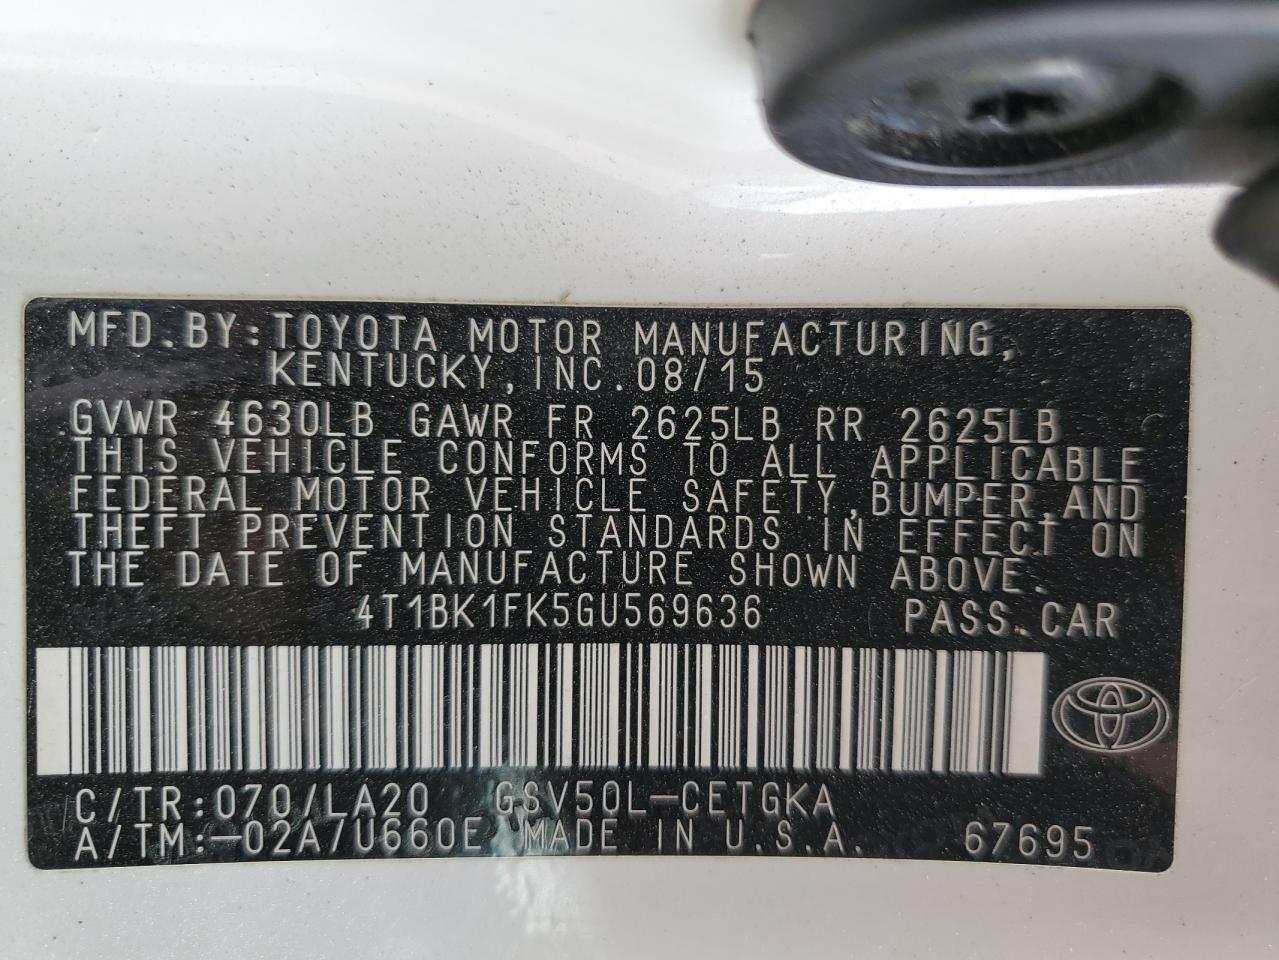 MFD.BY:TOYOTA MOTOR MANUFACTURING,
KENTUCKY,INC.08/15
GVWR 4630LB GAWR FR 2625LB RR 2625LB
THIS VEHICLE CONFORMS TO ALL APPLICABLE
FEDERAL MOTOR VEHICLE SAFETY,BUMPER,AND
THEFT PREVENTION STANDARDS IN EFFECT ON
THE DATE OF MANUFACTURE SHOWN ABOVE.
4T1BK1FK5GU569636 PASS.CAR
C/TR:070/LA20 GSV50L-CETGKA
A/TM:-02A/U660E MADE IN U.S.A. 67695